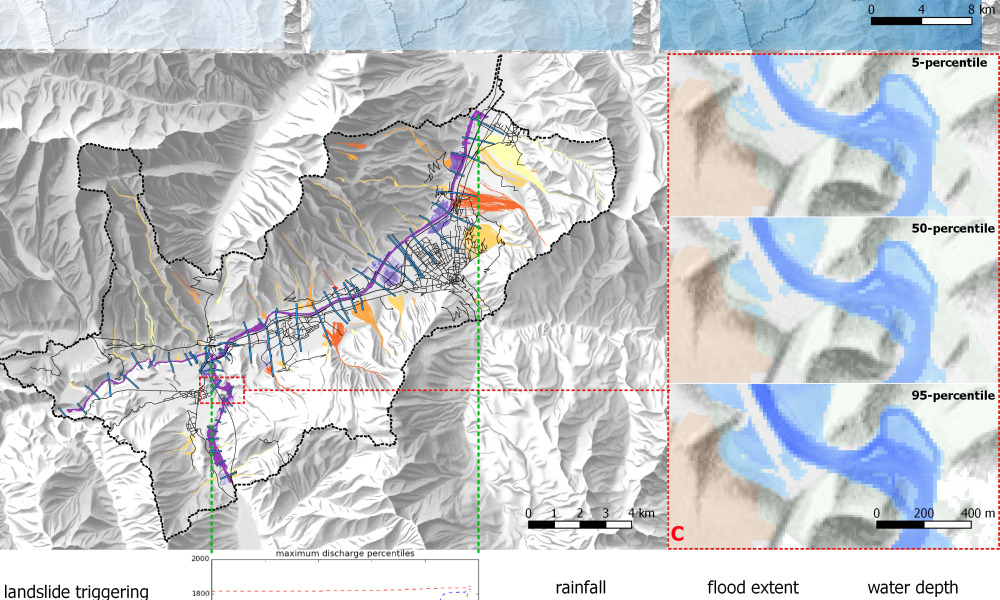 0 4 8 km
5-percentile
50-percentile
95-percentile
0 1 2 3 4 km
0 200 400 m
C
maximum discharge percentiles
2000
1800
landslide triggering
rainfall
flood extent
water depth